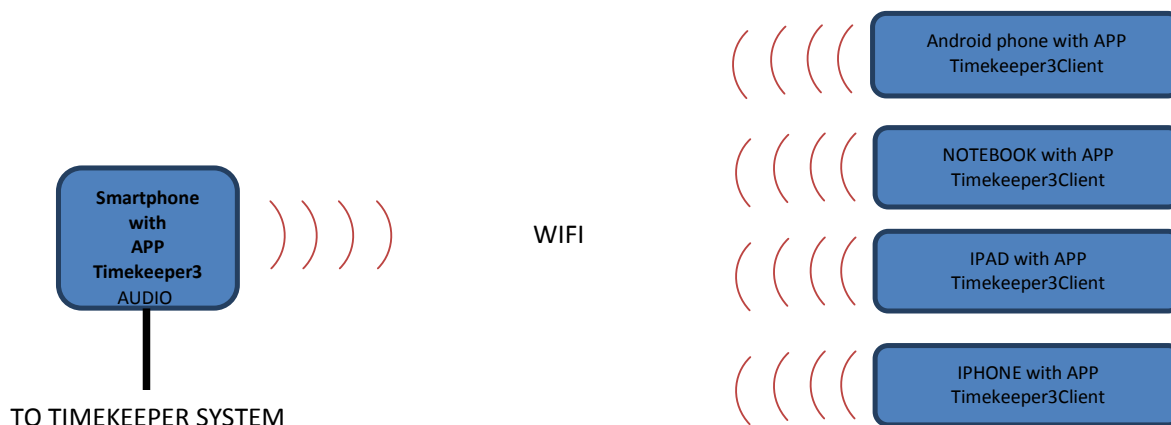 Smartphone
with
APP
Timekeeper3
AUDIO
TO TIMEKEEPER SYSTEM
WIFI
Android phone with APP
Timekeeper3Client
NOTEBOOK with APP
Timekeeper3Client
IPAD with APP
Timekeeper3Client
IPHONE with APP
Timekeeper3Client